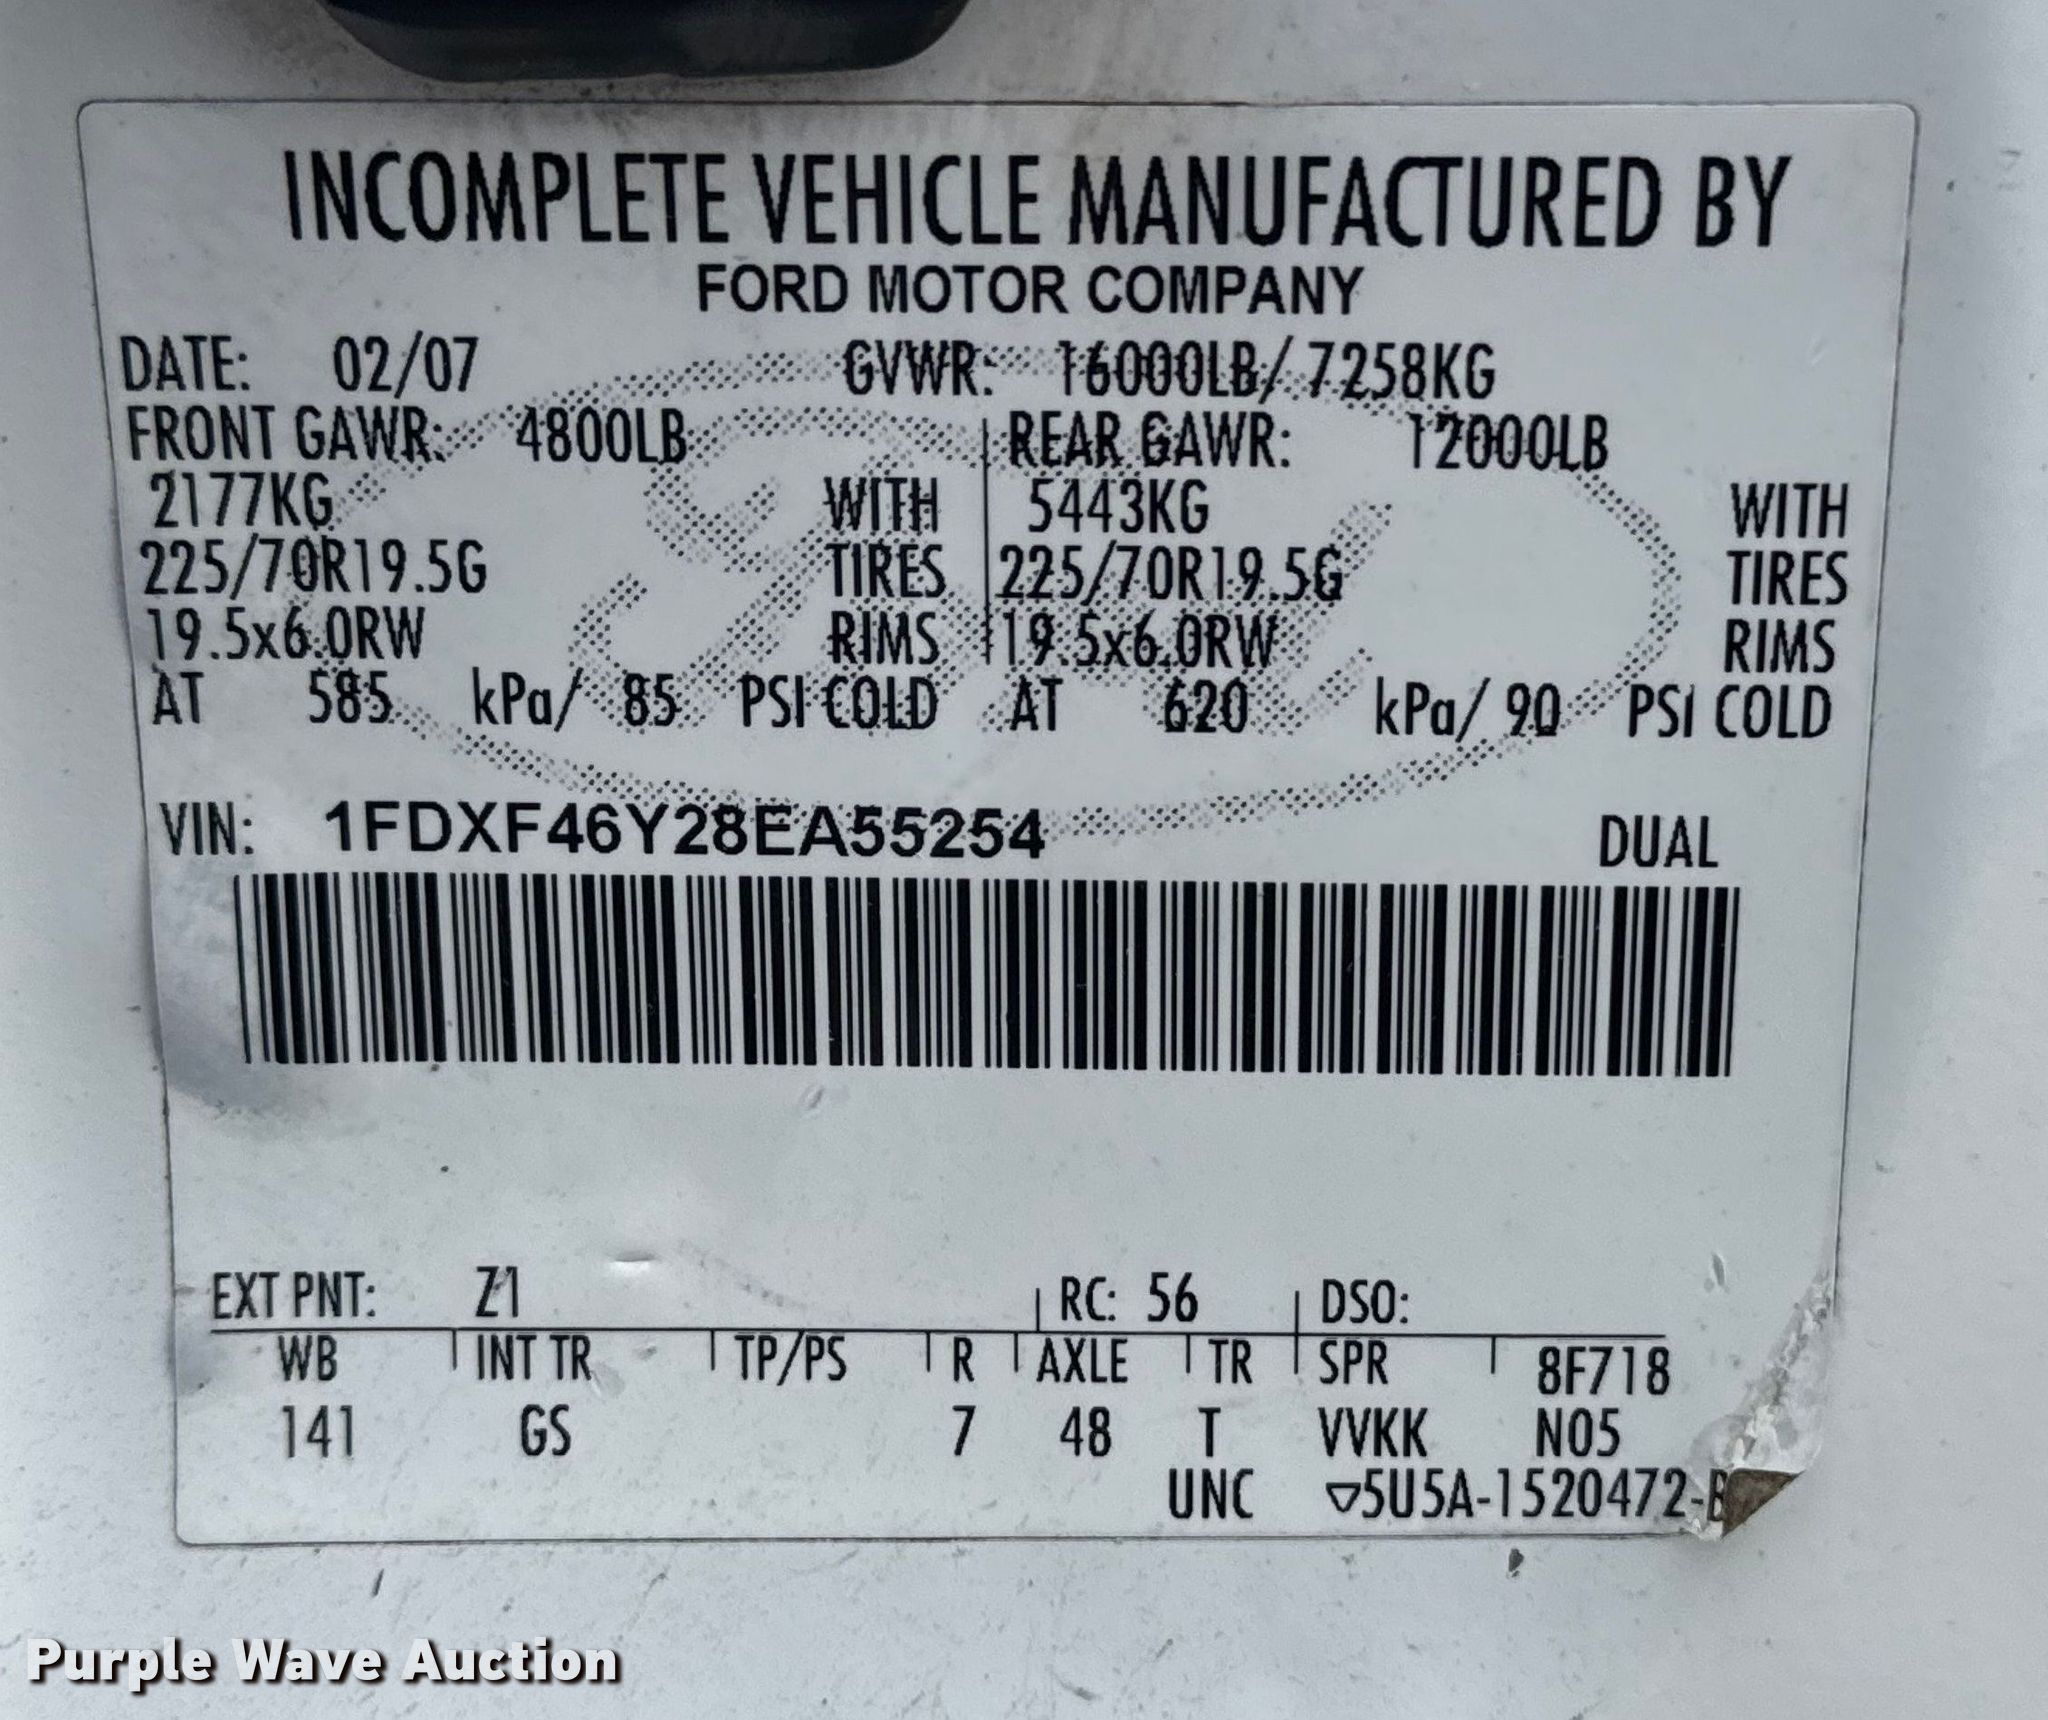 INCOMPLETE VEHICLE MANUFACTURED BY
FORD MOTOR COMPANY
DATE: 02/07 GVWR: 16000LB/ 7258KG
FRONT GAWR: 4800LB REAR GAWR: 12000LB
2177KG WITH 5443KG WITH
225/70R19.5G TIRES 225/70R19.5G TIRES
19.5x6.0RW RIMS 19.5x6.0RW RIMS
AT 585 kPa/ 85 PSI COLD AT 620 kPa/ 90 PSI COLD
VIN: 1FDXF46Y28EA55254 DUAL
EXT PNT: Z1 RC: 56 DSO:
WB INT TR TP/PS R AXLE TR SPR 8F718
141 GS 7 48 T VVKK N05
UNC ▽5U5A-1520472-B
Purple Wave Auction